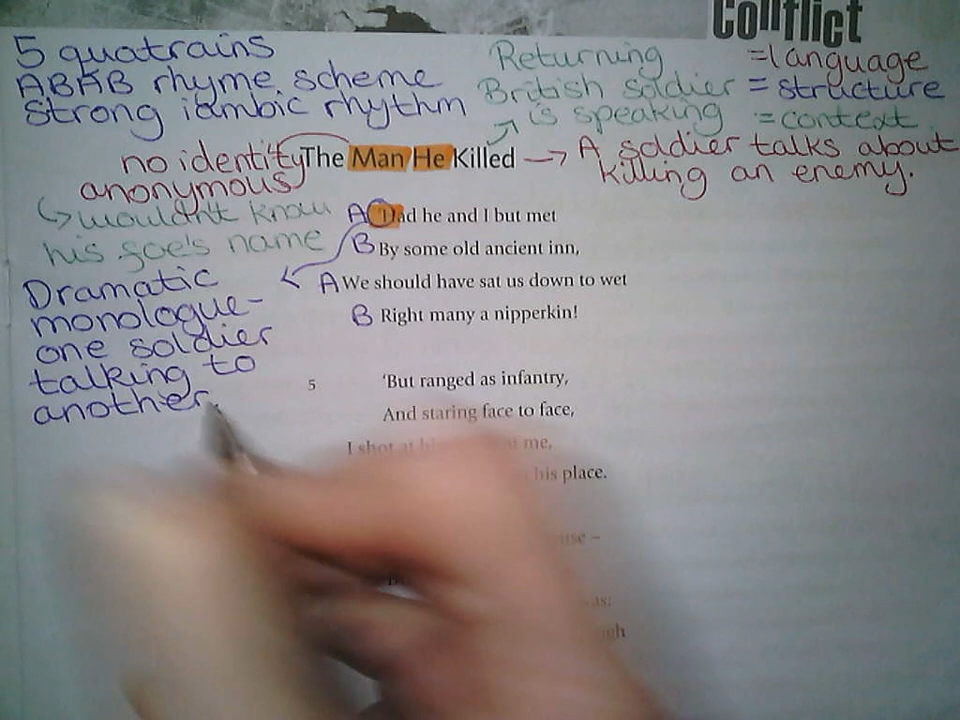 Conflict
5 quatrains
ABAB rhyme scheme
Strong iambic rhythm
Returning
British soldier
is speaking
=language
= structure
= context
no identity
anonymous
The Man He Killed
→ A soldier talks about
killing an enemy.
↳ wouldn't know
his foe's name
A 'Had he and I but met
B By some old ancient inn,
A We should have sat us down to wet
B Right many a nipperkin!
Dramatic
monologue-
one soldier
talking to
another.
5 'But ranged as infantry,
And staring face to face,
I shot at me,
his place.